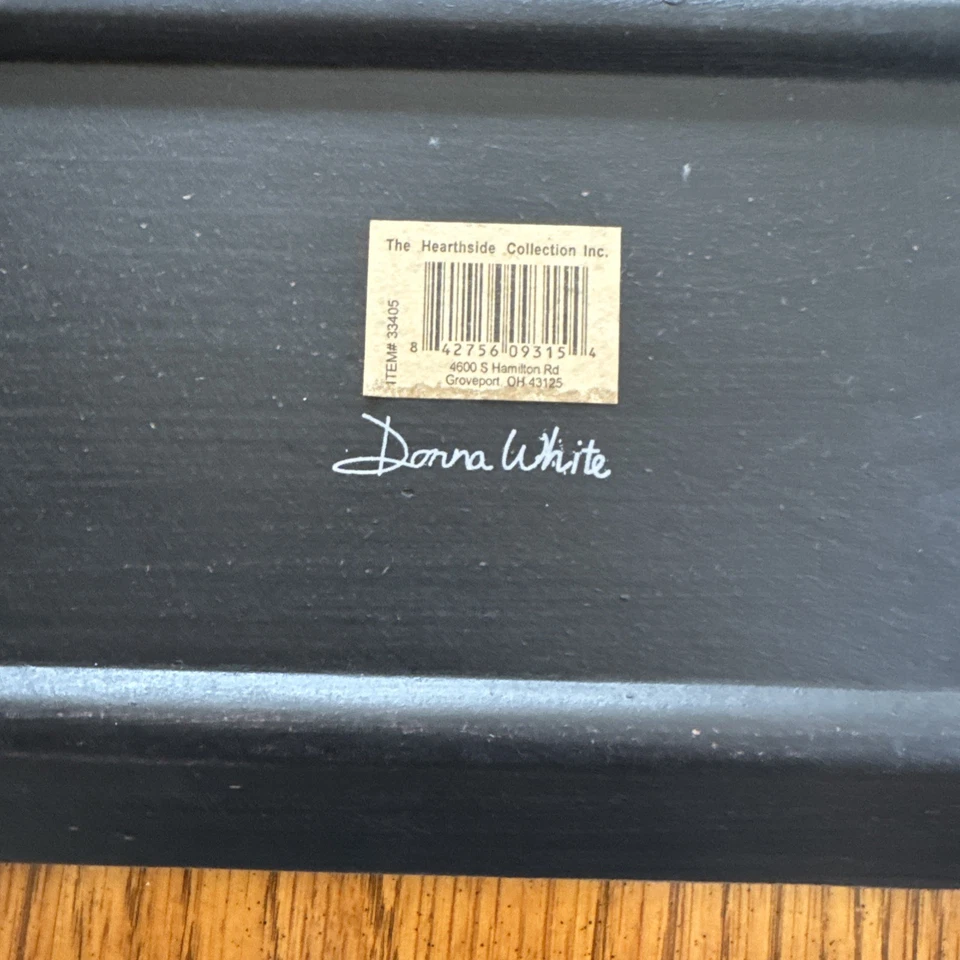 The Hearthside Collection Inc.
ITEM# 33405
8 42756 09315 4
4600 S Hamilton Rd
Groveport OH 43125
Donna White